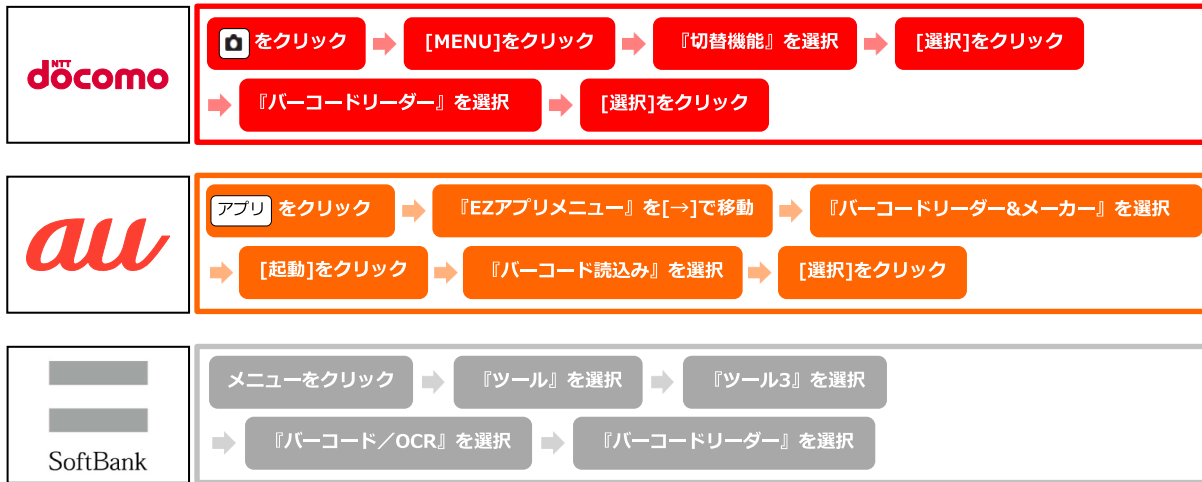 NTT
döcomo
をクリック [MENU]をクリック 『切替機能』を選択 [選択]をクリック
『バーコードリーダー』を選択 [選択]をクリック
au
アプリ をクリック 『EZアプリメニュー』を[→]で移動 『バーコードリーダー&メーカー』を選択
[起動]をクリック 『バーコード読込み』を選択 [選択]をクリック
SoftBank
メニューをクリック 『ツール』を選択 『ツール3』を選択
『バーコード／OCR』を選択 『バーコードリーダー』を選択